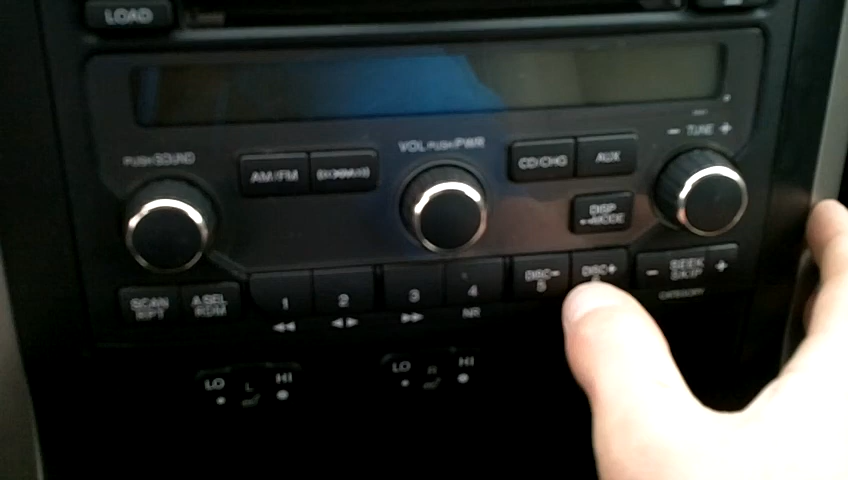 LOAD
PUSH SOUND
VOL PUSH PWR
- TUNE +
AM/FM
CD/CHG
AUX
DISP
MODE
SCAN
RPT
A.SEL
RDM
1
2
3
4
NR
DISC-
5
DISC+
- SEEK +
SKIP
CATEGORY
LO L HI
LO R HI